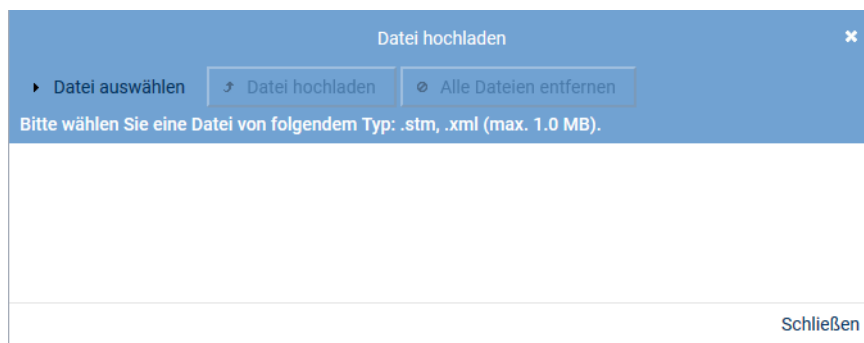 Datei hochladen
Datei auswählen Datei hochladen Alle Dateien entfernen
Bitte wählen Sie eine Datei von folgendem Typ: .stm, .xml (max. 1.0 MB).
Schließen